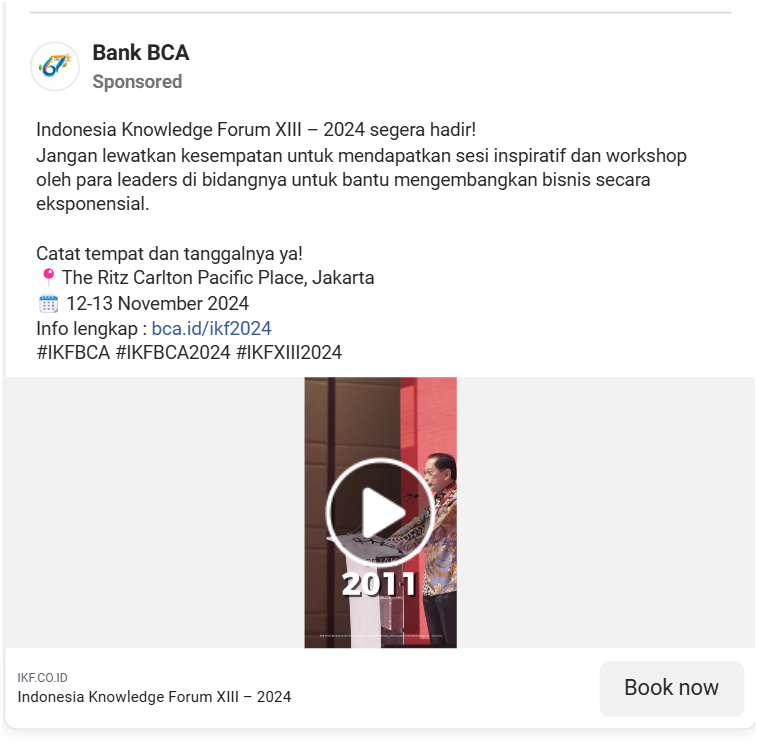 67
Bank BCA
Sponsored
Indonesia Knowledge Forum XIII – 2024 segera hadir!
Jangan lewatkan kesempatan untuk mendapatkan sesi inspiratif dan workshop
oleh para leaders di bidangnya untuk bantu mengembangkan bisnis secara
eksponensial.
Catat tempat dan tanggalnya ya!
The Ritz Carlton Pacific Place, Jakarta
12-13 November 2024
Info lengkap : bca.id/ikf2024
#IKFBCA #IKFBCA2024 #IKFXIII2024
2011
IKF.CO.ID
Indonesia Knowledge Forum XIII – 2024
Book now